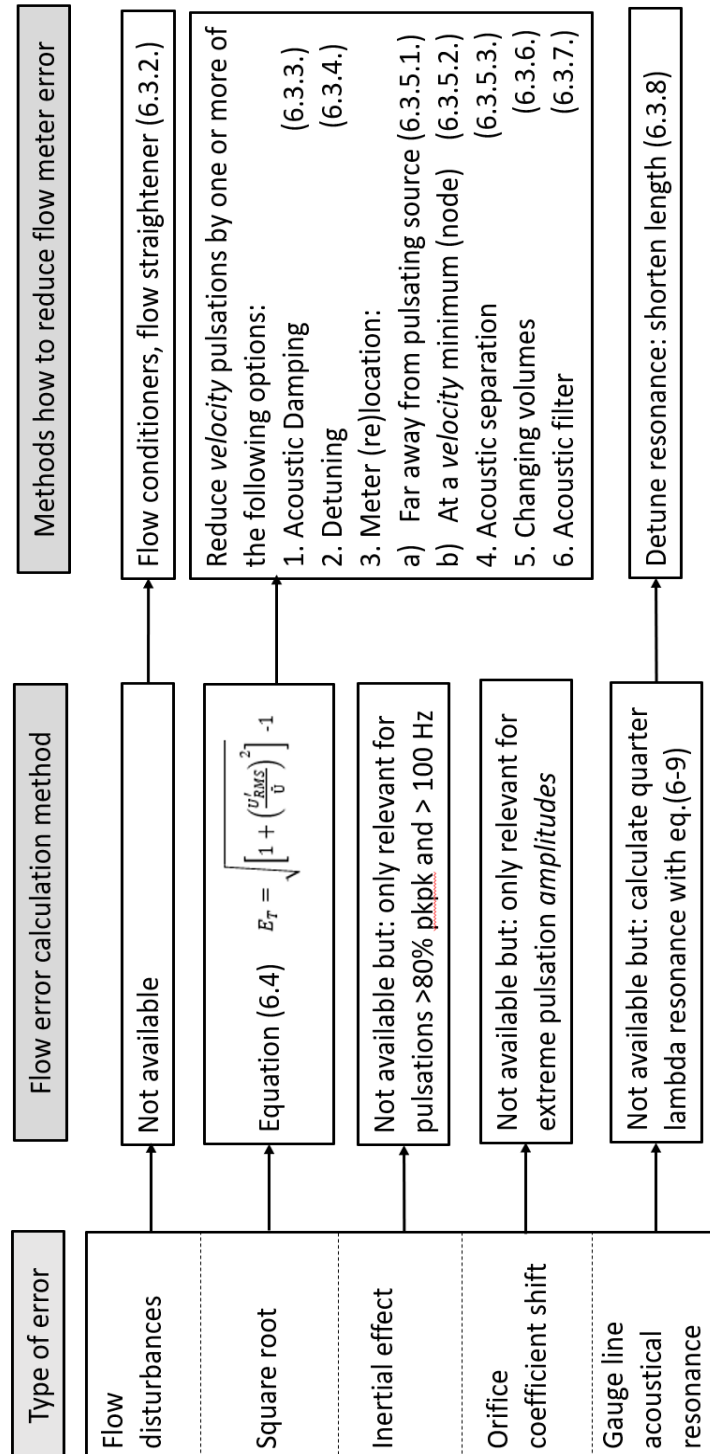 Type of error
Flow error calculation method
Methods how to reduce flow meter error
Flow
disturbances
Not available
Flow conditioners, flow straightener (6.3.2.)
Square root
Equation (6.4) E_T = √[1 + (U'_RMS / Ū)²] -1
Reduce velocity pulsations by one or more of
the following options:
1. Acoustic Damping (6.3.3.)
2. Detuning (6.3.4.)
3. Meter (re)location:
a) Far away from pulsating source (6.3.5.1.)
b) At a velocity minimum (node) (6.3.5.2.)
4. Acoustic separation (6.3.5.3.)
5. Changing volumes (6.3.6.)
6. Acoustic filter (6.3.7.)
Inertial effect
Not available but: only relevant for
pulsations >80% pkpk and > 100 Hz
Orifice
coefficient shift
Not available but: only relevant for
extreme pulsation amplitudes
Gauge line
acoustical
resonance
Not available but: calculate quarter
lambda resonance with eq.(6-9)
Detune resonance: shorten length (6.3.8)